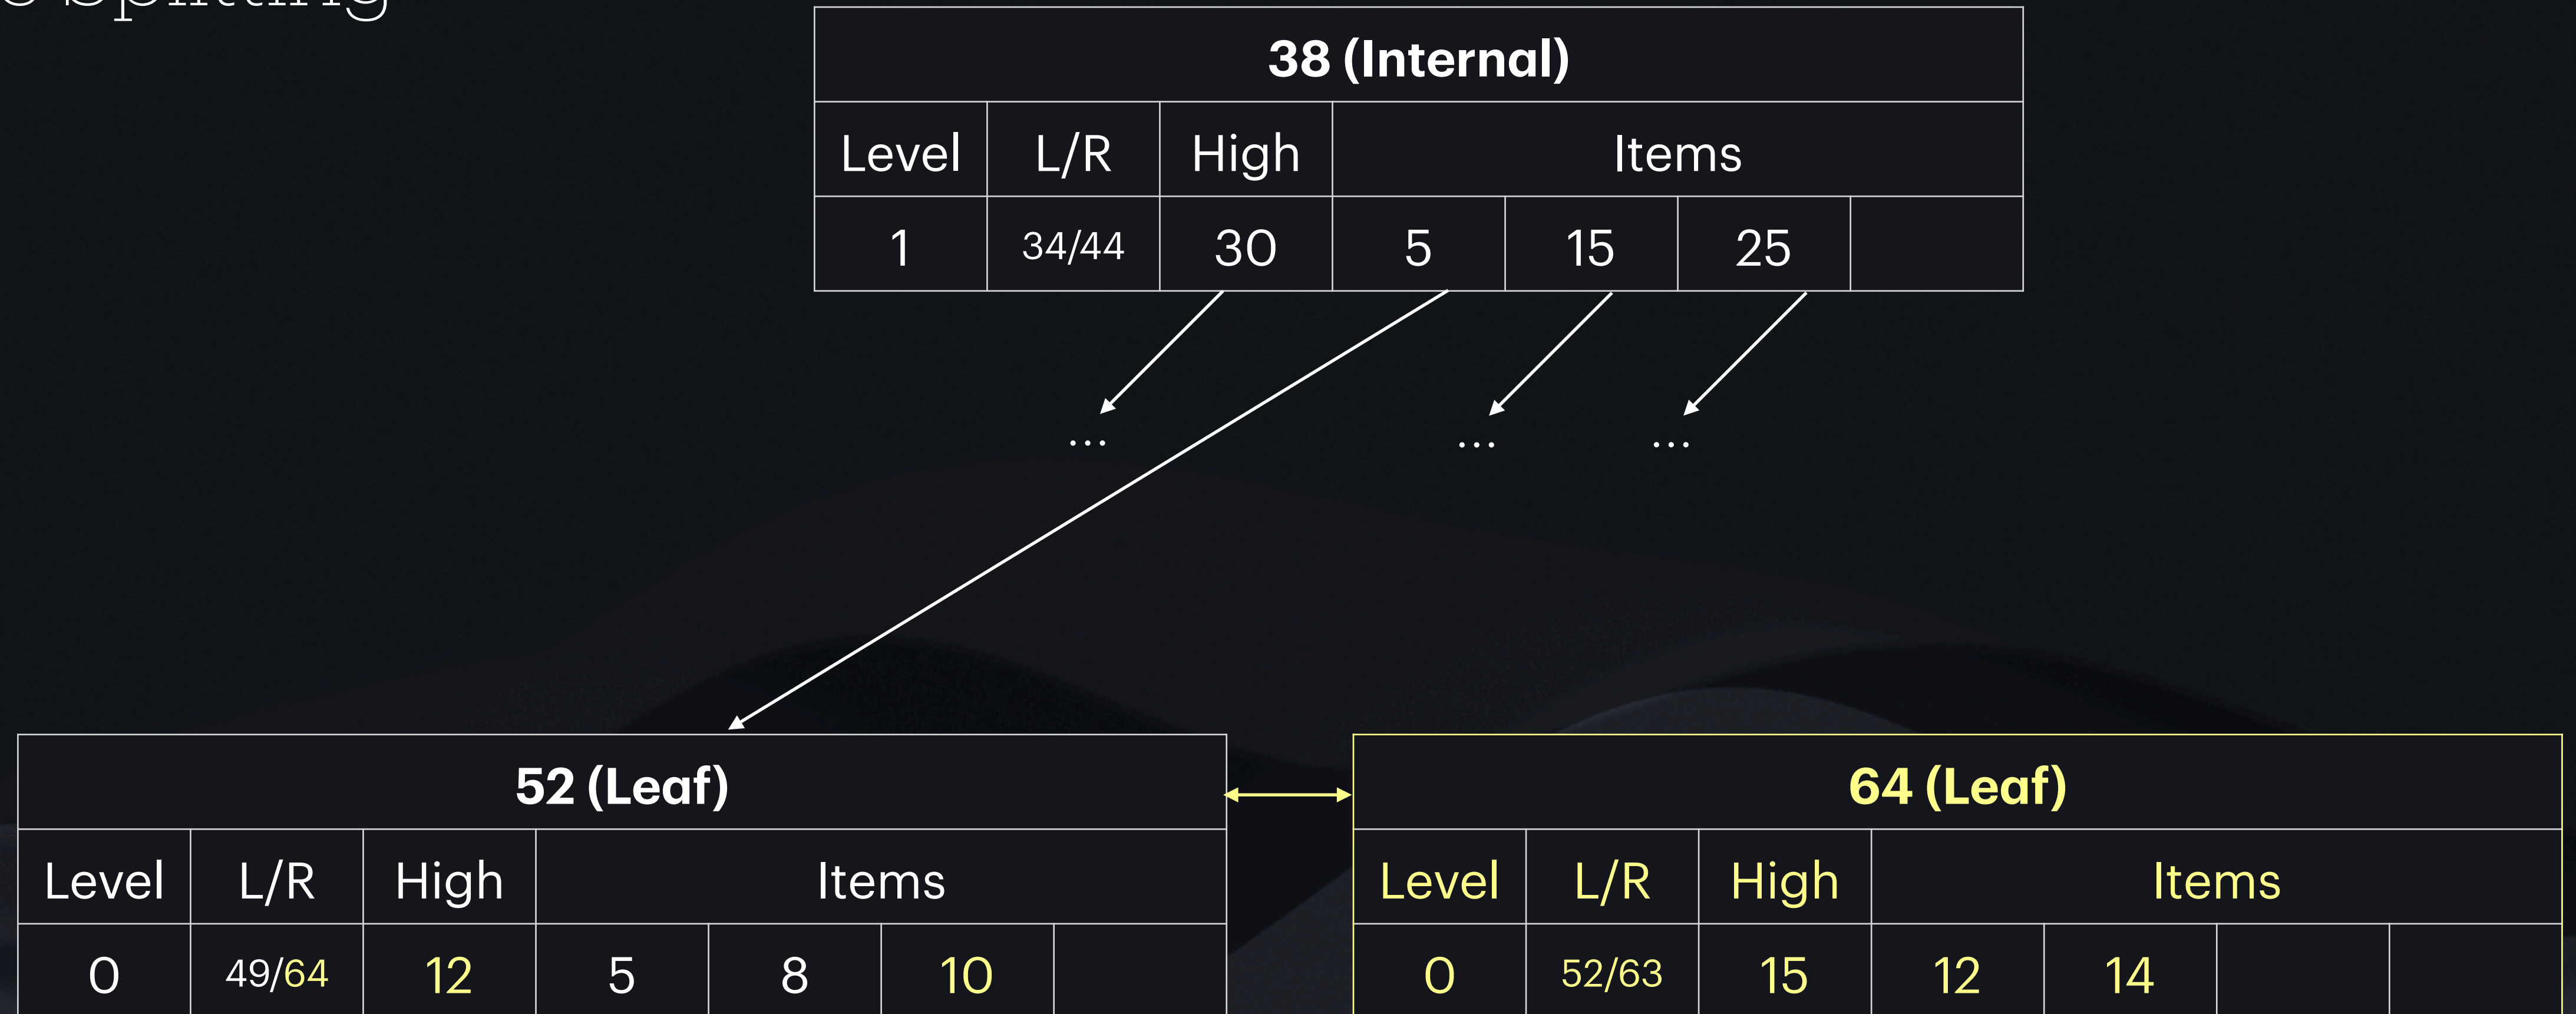 Splitting
38 (Internal)
Level L/R High Items
1 34/44 30 5 15 25
... ... ...
52 (Leaf)
Level L/R High Items
0 49/64 12 5 8 10
64 (Leaf)
Level L/R High Items
0 52/63 15 12 14